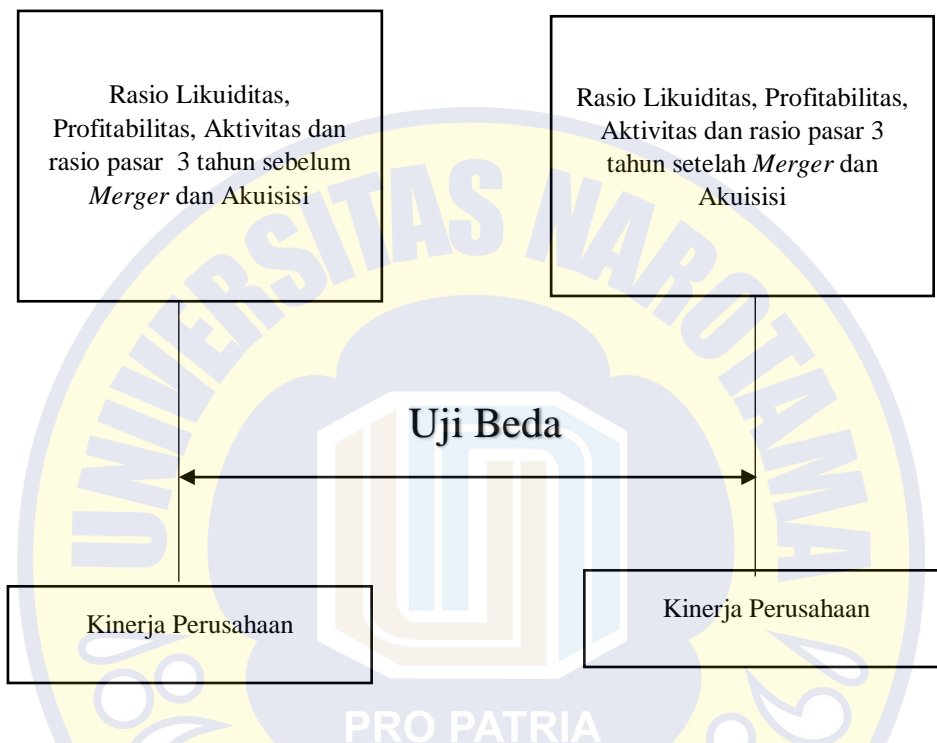 Rasio Likuiditas,
Profitabilitas, Aktivitas dan
rasio pasar 3 tahun sebelum
Merger dan Akuisisi
Rasio Likuiditas, Profitabilitas,
Aktivitas dan rasio pasar 3
tahun setelah Merger dan
Akuisisi
Uji Beda
Kinerja Perusahaan
Kinerja Perusahaan
UNIVERSITAS NAROTAMA
PRO PATRIA